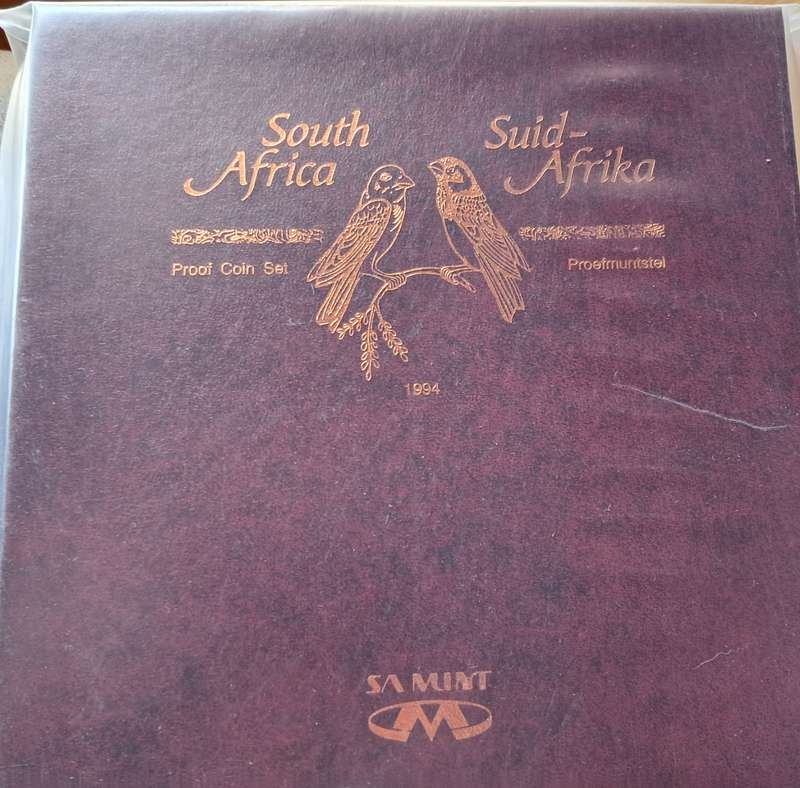 South
Africa
Suid-
Afrika
Proof Coin Set
Proefmuntstel
1994
SA MINT